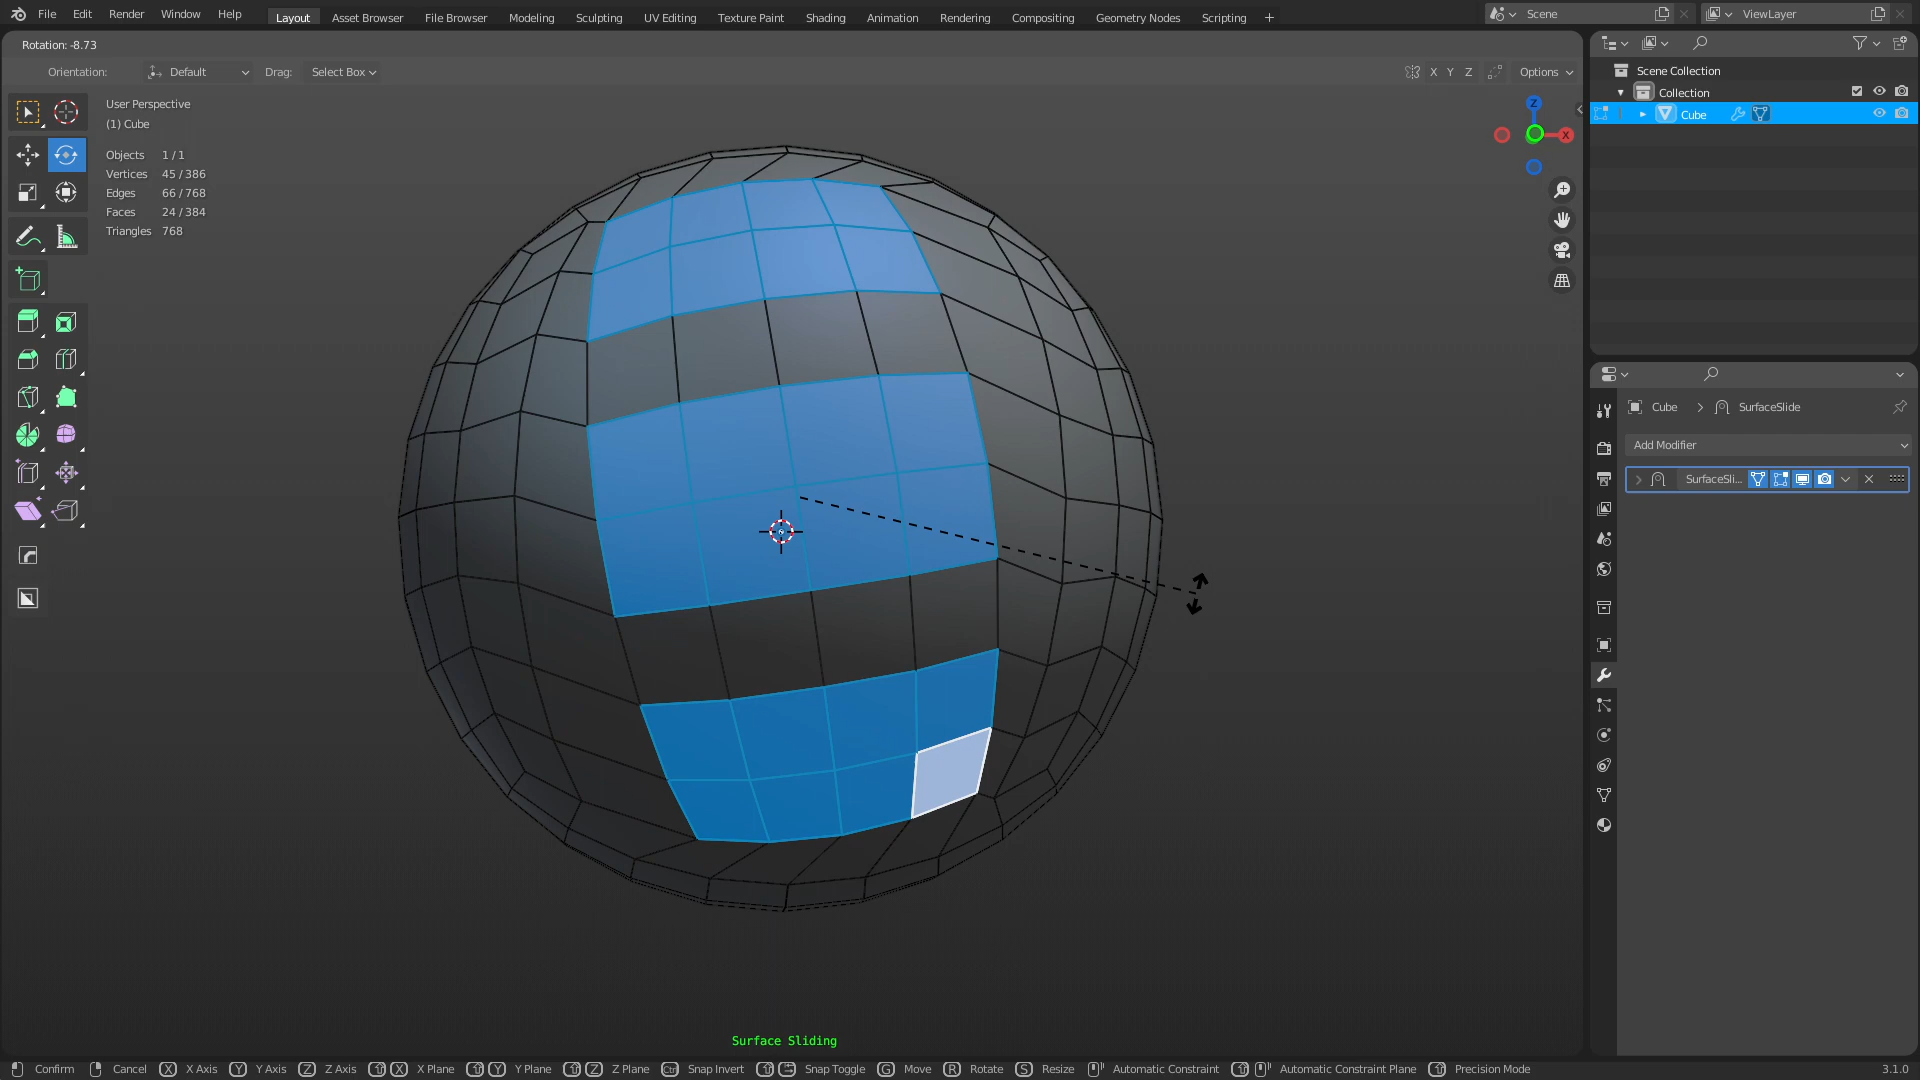 File Edit Render Window Help Layout Asset Browser File Browser Modeling Sculpting UV Editing Texture Paint Shading Animation Rendering Compositing Geometry Nodes Scripting + Scene ViewLayer
Rotation: -8.73
Orientation: Default Drag: Select Box X Y Z Options
User Perspective
(1) Cube
Objects 1 / 1
Vertices 45 / 386
Edges 66 / 768
Faces 24 / 384
Triangles 768
Z
X
Scene Collection
Collection
Cube
Cube > SurfaceSlide
Add Modifier
SurfaceSli...
Surface Sliding
Confirm Cancel X X Axis Y Y Axis Z Z Axis X X Plane Y Y Plane Z Z Plane Ctrl Snap Invert Snap Toggle G Move R Rotate S Resize Automatic Constraint Automatic Constraint Plane Precision Mode 3.1.0